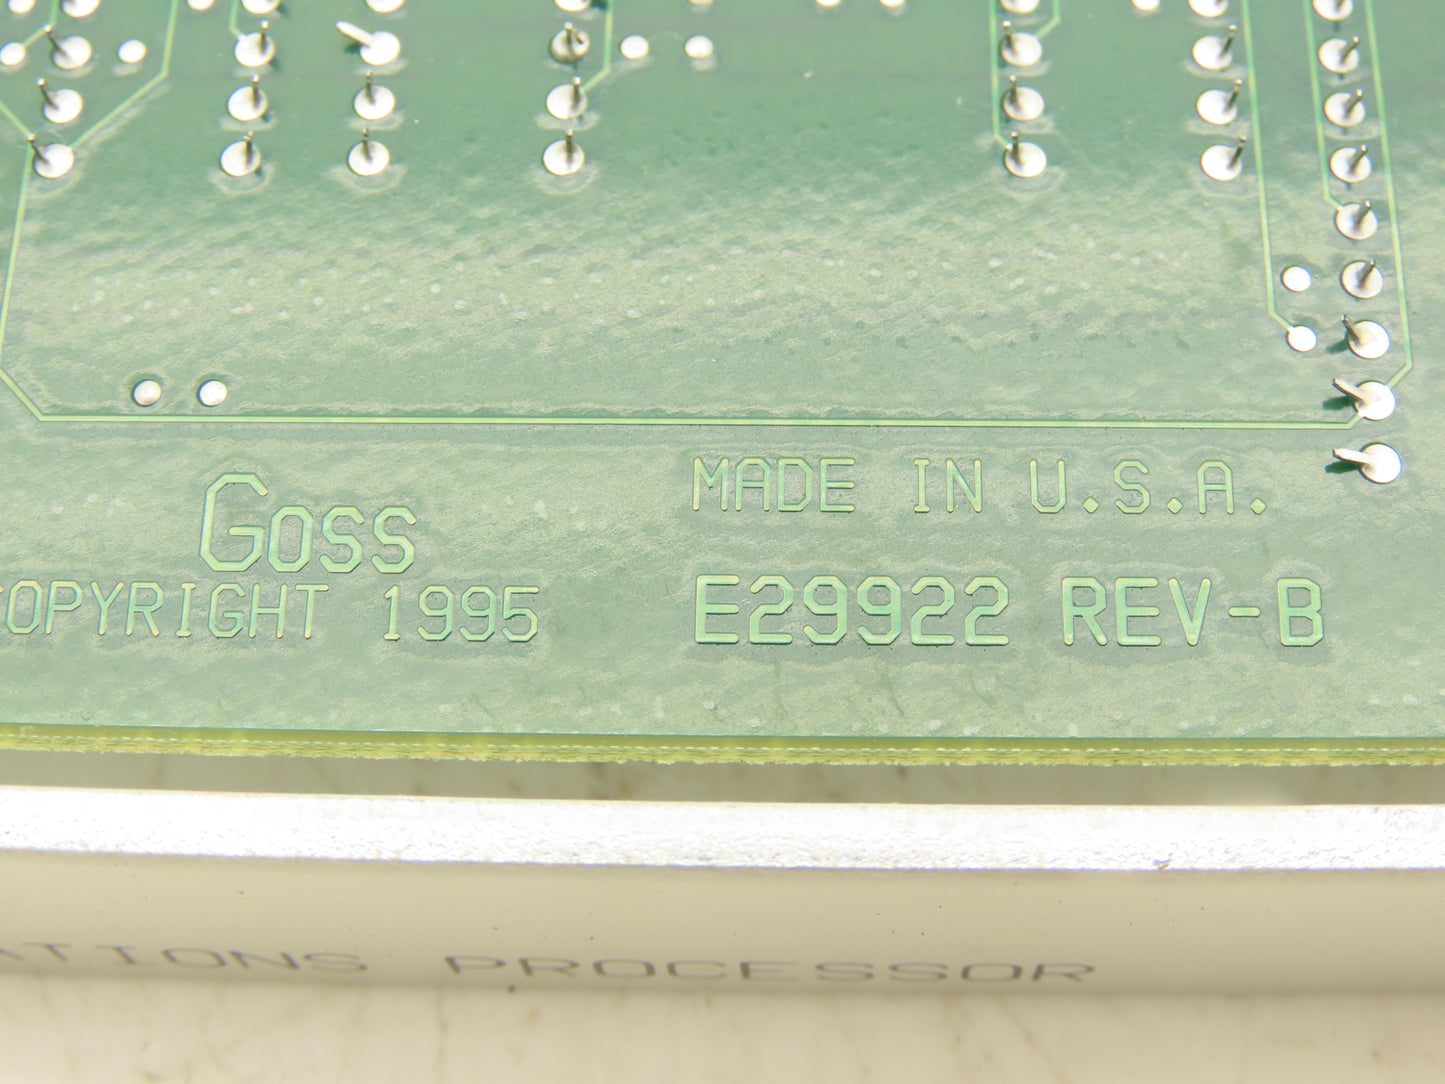 GOSS
COPYRIGHT 1995
MADE IN U.S.A.
E29922 REV-B
ATIONS PROCESSOR